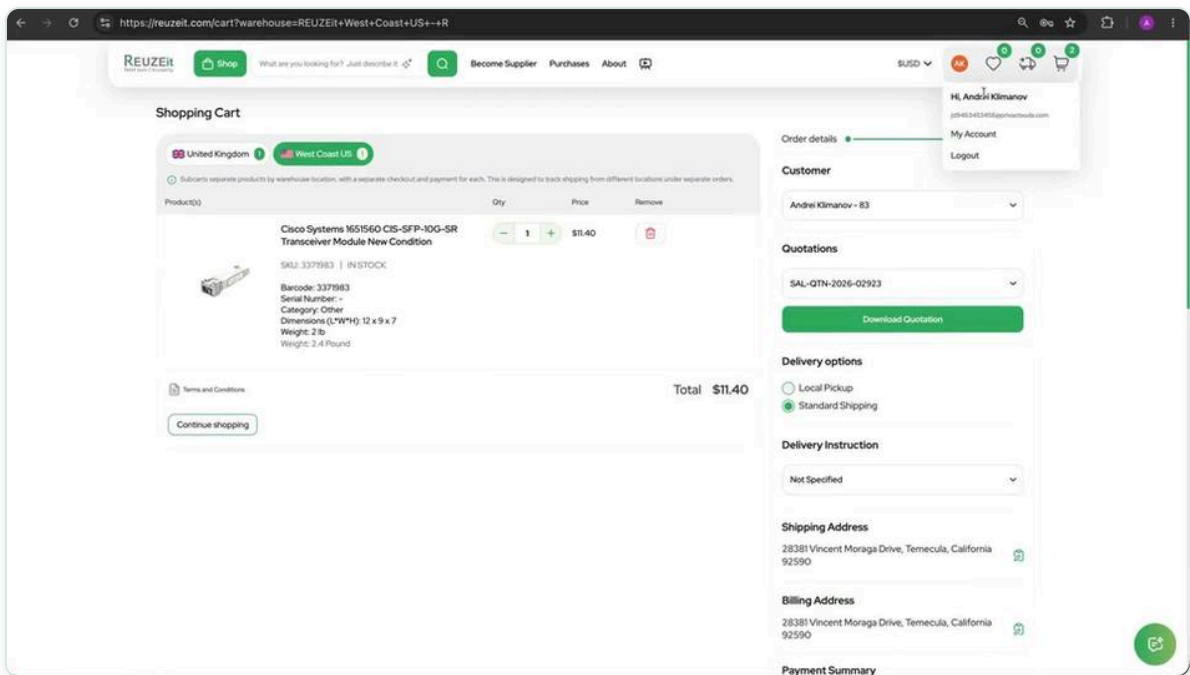 https://reuzeit.com/cart?warehouse=REUZEit+West+Coast+US+-+R
REUZEit
Shop
What are you looking for? Just describe it
Become Supplier
Purchases
About
$USD
AK
0
0
2
A
Hi, Andrei Klimanov
My Account
Logout
Shopping Cart
United Kingdom 1
West Coast US 1
Subcarts separate products by warehouse location, with a separate checkout and payment for each. This is designed to track shipping from different locations under separate orders.
Product(s) Qty Price Remove
Cisco Systems 1651560 CIS-SFP-10G-SR
Transceiver Module New Condition
− 1 + $11.40
SKU: 3371983 | IN STOCK
Barcode: 3371983
Serial Number: -
Category: Other
Dimensions (L*W*H): 12 x 9 x 7
Weight: 2 lb
Weight: 2.4 Pound
Terms and Conditions
Total $11.40
Continue shopping
Order details
Customer
Andrei Klimanov - 83
Quotations
SAL-QTN-2026-02923
Download Quotation
Delivery options
Local Pickup
Standard Shipping
Delivery Instruction
Not Specified
Shipping Address
28381 Vincent Moraga Drive, Temecula, California
92590
Billing Address
28381 Vincent Moraga Drive, Temecula, California
92590
Payment Summary